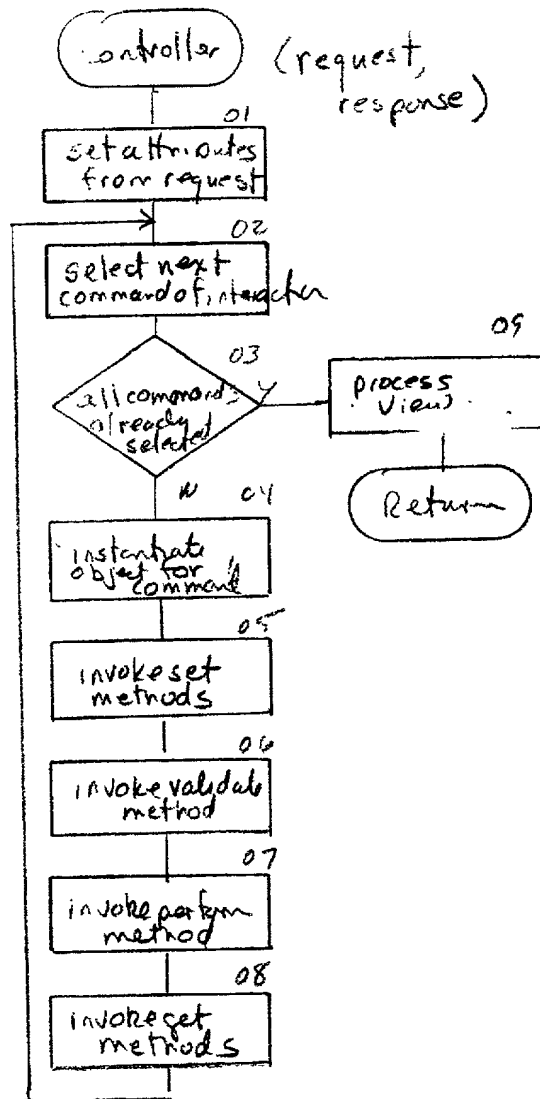 controller
(request,
response)
01
set attributes
from request
02
select next
command of interaction
03
all commands
already
selected
Y
09
process
view
Return
N
04
instantiate
object for
command
05
invoke set
methods
06
invoke validate
method
07
invoke perform
method
08
invoke get
methods